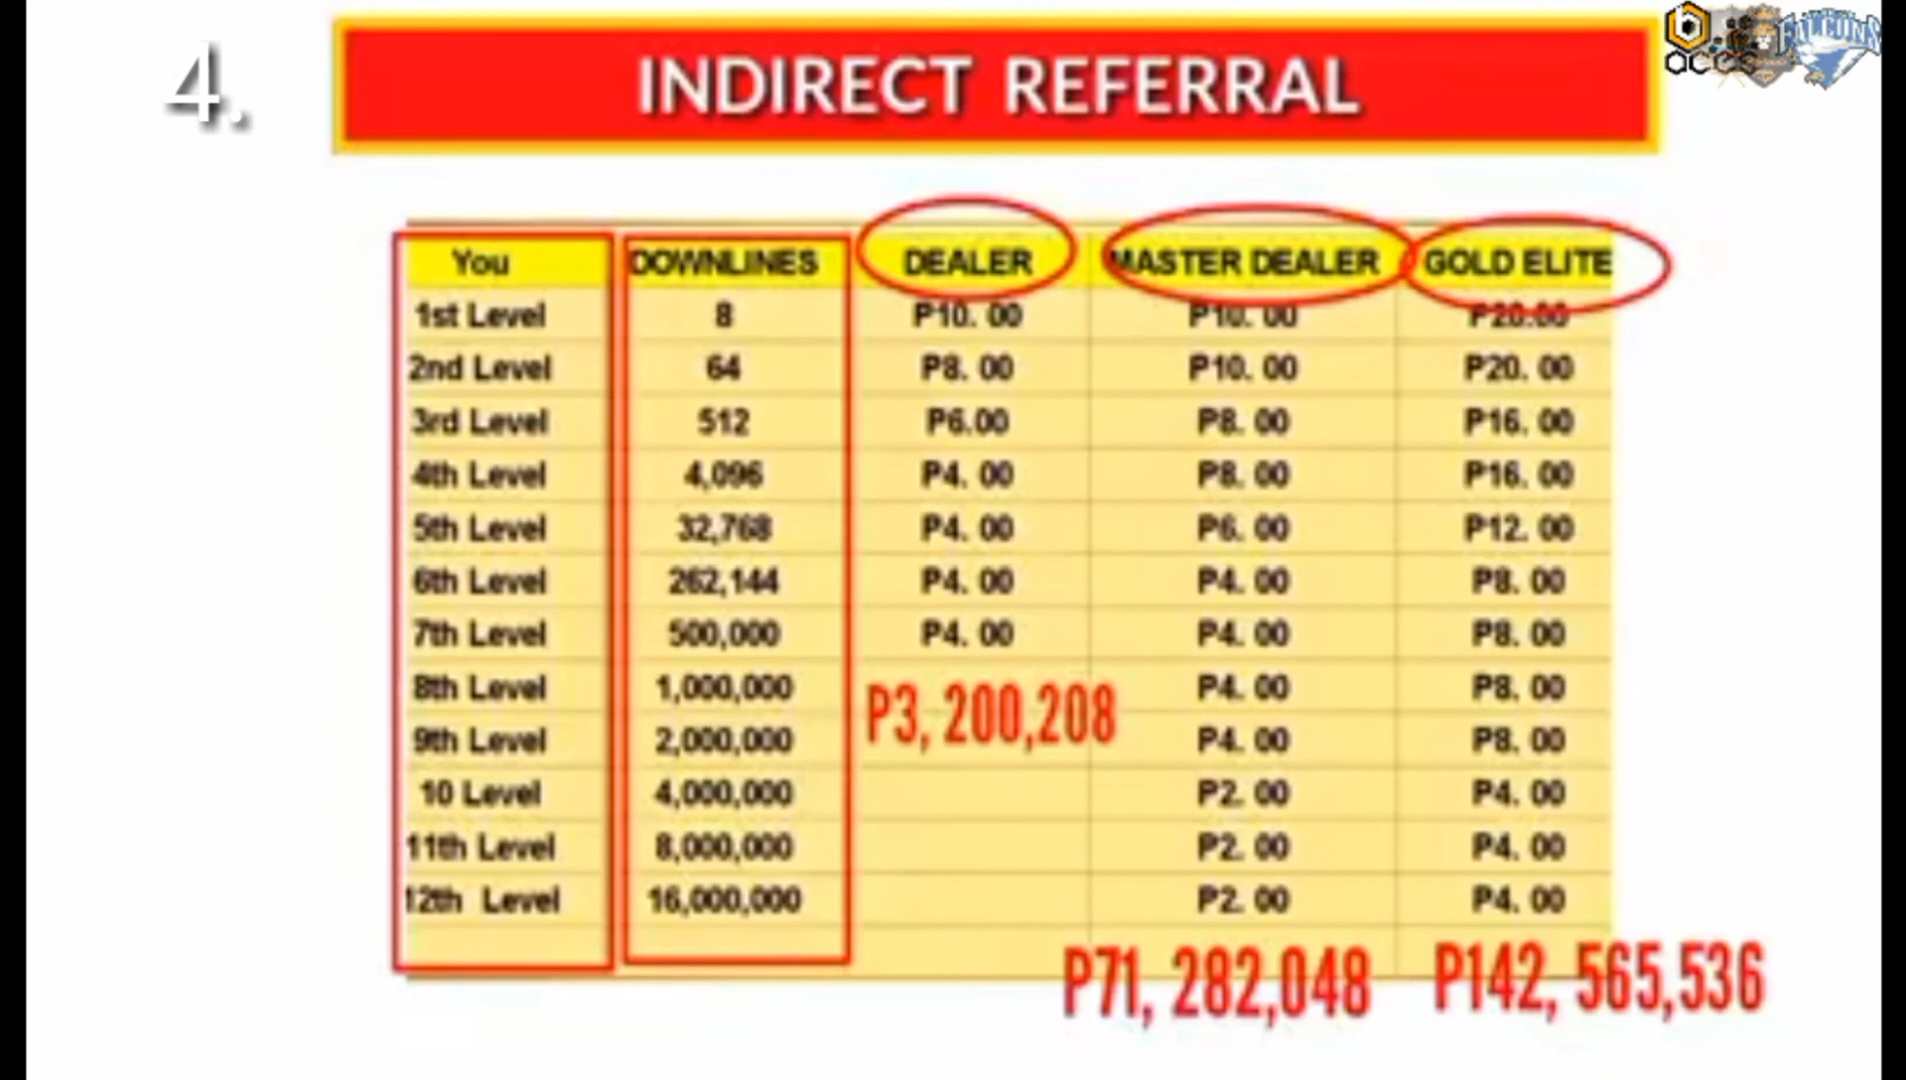 4.
INDIRECT REFERRAL
FALCONS
You DOWNLINES DEALER MASTER DEALER GOLD ELITE
1st Level 8 P10. 00 P10. 00 P20.00
2nd Level 64 P8. 00 P10. 00 P20. 00
3rd Level 512 P6.00 P8. 00 P16. 00
4th Level 4,096 P4. 00 P8. 00 P16. 00
5th Level 32,768 P4. 00 P6. 00 P12. 00
6th Level 262,144 P4. 00 P4. 00 P8. 00
7th Level 500,000 P4. 00 P4. 00 P8. 00
8th Level 1,000,000 P4. 00 P8. 00
P3, 200,208
9th Level 2,000,000 P4. 00 P8. 00
10 Level 4,000,000 P2. 00 P4. 00
11th Level 8,000,000 P2. 00 P4. 00
12th Level 16,000,000 P2. 00 P4. 00
P71, 282,048 P142, 565,536